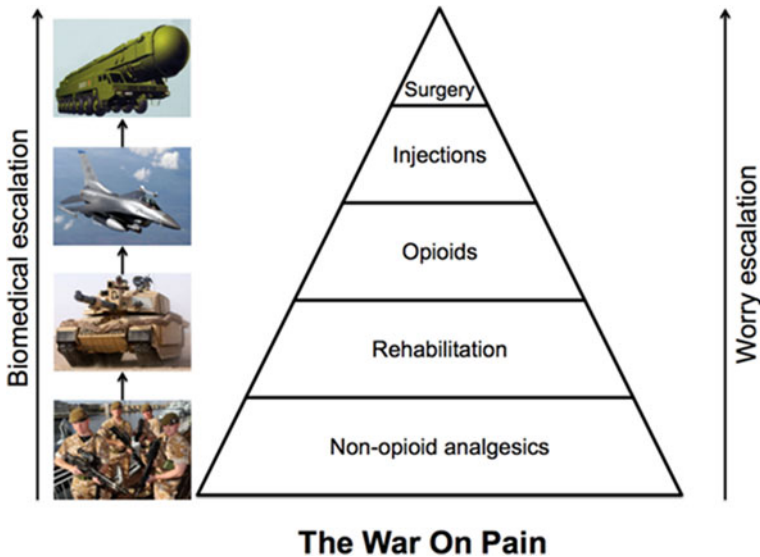 Biomedical escalation
Surgery
Injections
Opioids
Rehabilitation
Non-opioid analgesics
Worry escalation
The War On Pain